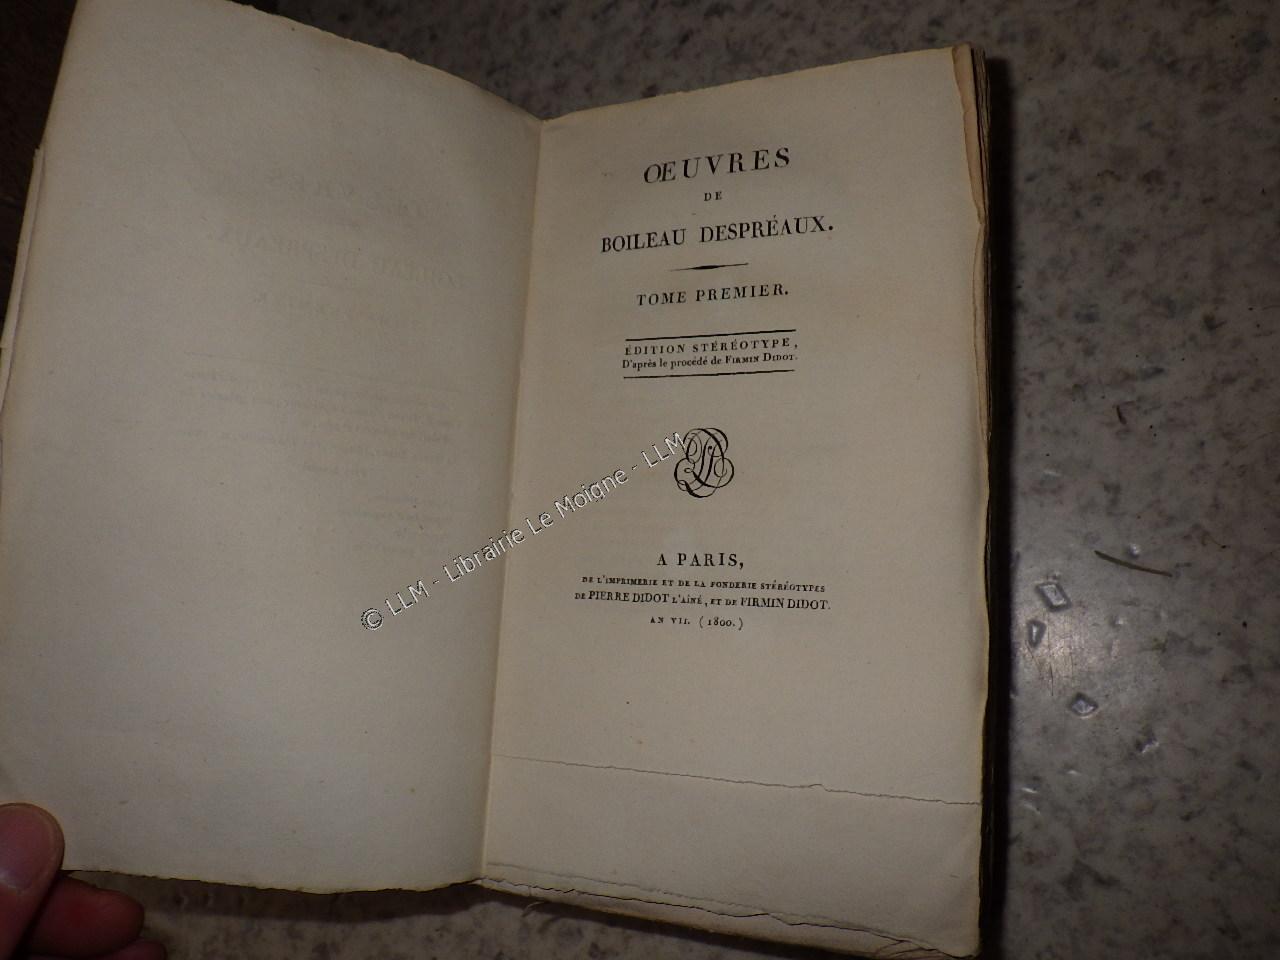 OEUVRES
DE
BOILEAU DESPRÉAUX.
TOME PREMIER.
ÉDITION STÉRÉOTYPE,
D'après le procédé de FIRMIN DIDOT.
A PARIS,
DE L'IMPRIMERIE ET DE LA FONDERIE STÉRÉOTYPES
DE PIERRE DIDOT L'AÎNÉ, ET DE FIRMIN DIDOT.
AN VII. (1800.)
© LLM - Librairie Le Moigne - LLM